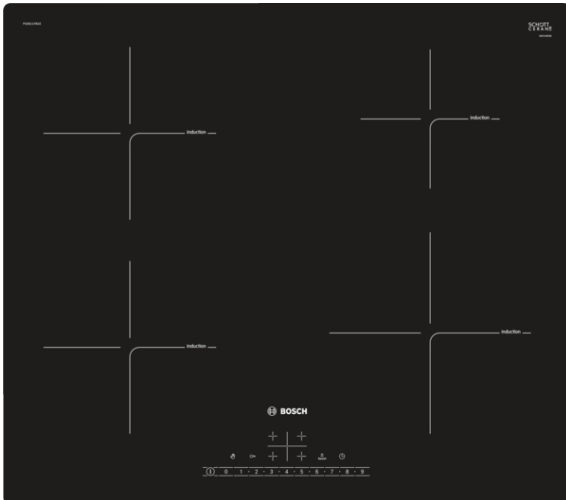 SCHOTT
CERAN®
induction
induction
induction
induction
BOSCH
0 1 · 2 · 3 · 4 · 5 · 6 · 7 · 8 · 9